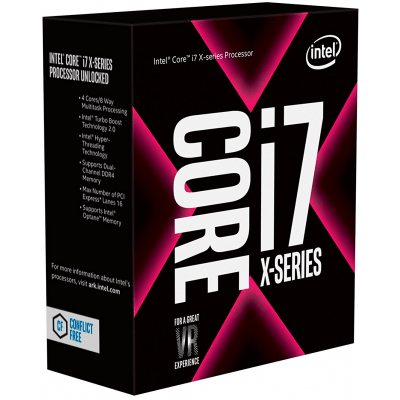 INTEL® CORE™ i7 X-SERIES
PROCESSOR UNLOCKED
• 4 Cores/8 Way
Multitask Processing
• Intel® Turbo Boost
Technology 2.0
• Intel® Hyper-
Threading
Technology
• Supports Dual-
Channel DDR4
Memory
• Max Number of PCI
Express® Lanes 16
• Supports Intel®
Optane™ Memory
For more information about Intel's
processors, visit ark.intel.com
CF
CONFLICT
FREE
Intel® Core™ i7 X-series Processor
intel
CORE i7
X-SERIES
FOR A GREAT
VR
EXPERIENCE